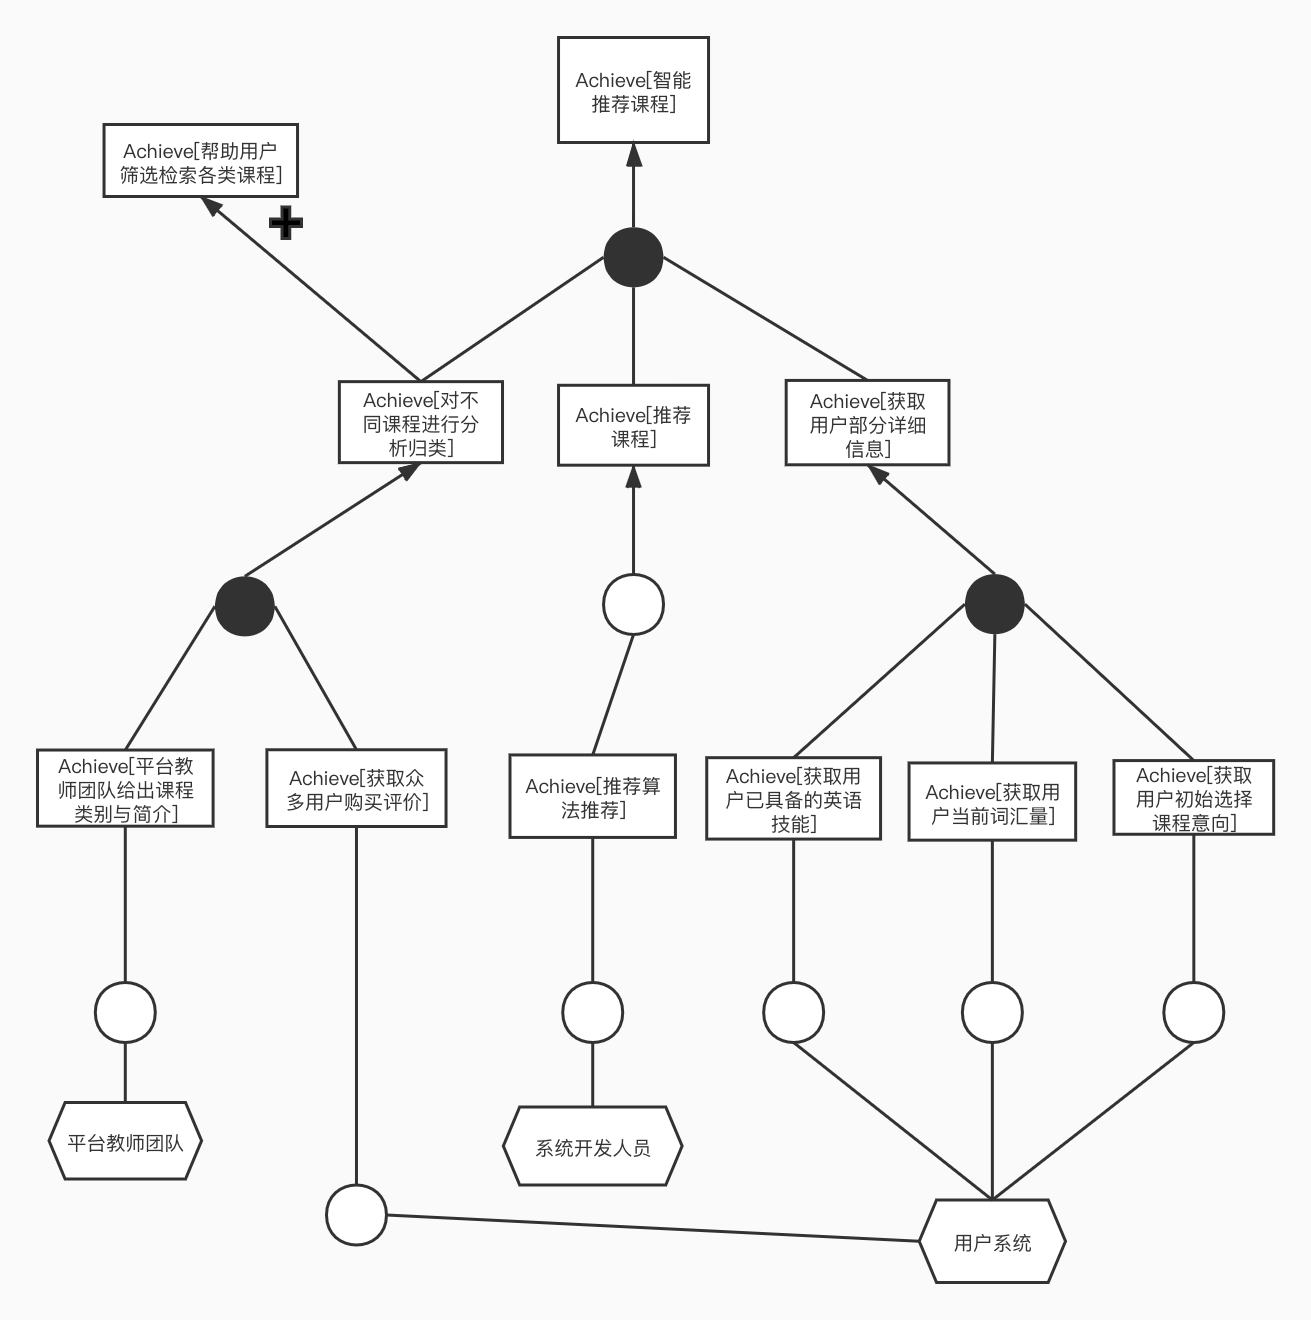 Achieve[智能
推荐课程]
Achieve[帮助用户
筛选检索各类课程]
Achieve[对不
同课程进行分
析归类]
Achieve[推荐
课程]
Achieve[获取
用户部分详细
信息]
Achieve[平台教
师团队给出课程
类别与简介]
Achieve[获取众
多用户购买评价]
Achieve[推荐算
法推荐]
Achieve[获取用
户已具备的英语
技能]
Achieve[获取用
户当前词汇量]
Achieve[获取
用户初始选择
课程意向]
平台教师团队
系统开发人员
用户系统